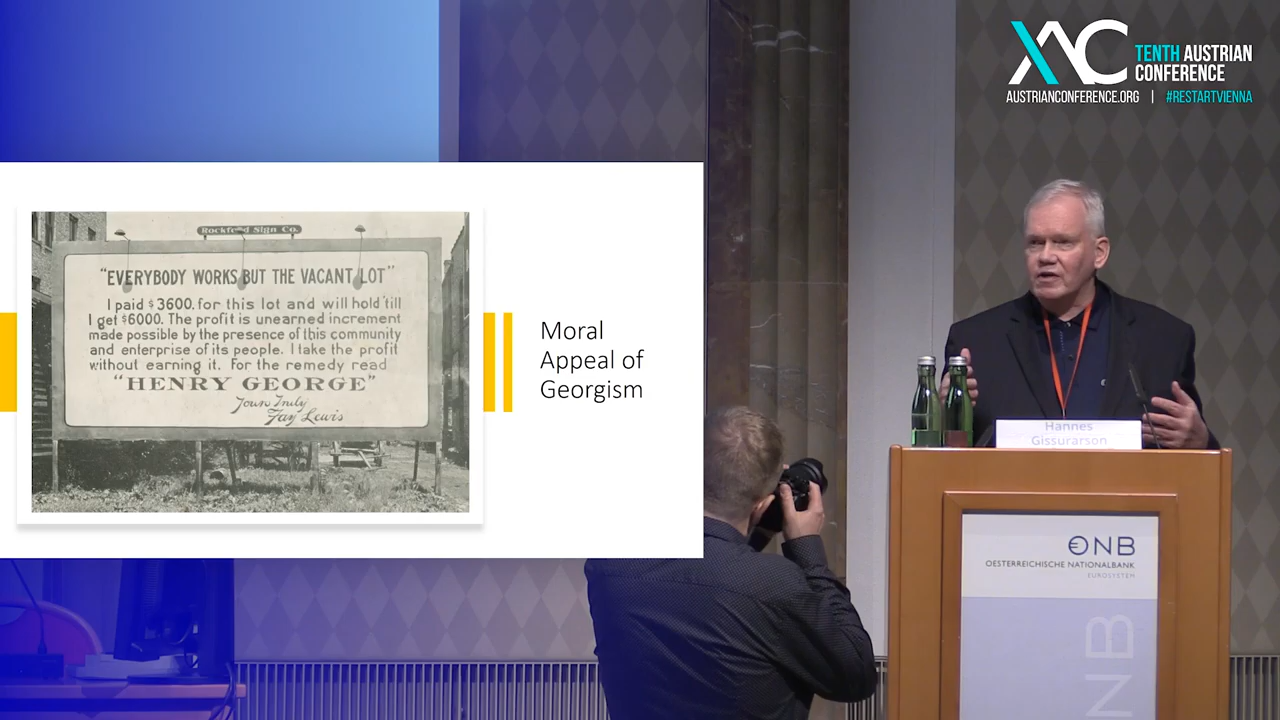 Rockford Sign Co.
"EVERYBODY WORKS BUT THE VACANT LOT"
I paid $3600. for this lot and will hold 'till
I get $6000. The profit is unearned increment
made possible by the presence of this community
and enterprise of its people. I take the profit
without earning it. For the remedy read
"HENRY GEORGE"
Yours Truly
Fay Lewis
Moral
Appeal of
Georgism
XAC
TENTH AUSTRIAN
CONFERENCE
AUSTRIANCONFERENCE.ORG | #RESTARTVIENNA
Hannes
Gissurarson
ONB
OESTERREICHISCHE NATIONALBANK
EUROSYSTEM
NB